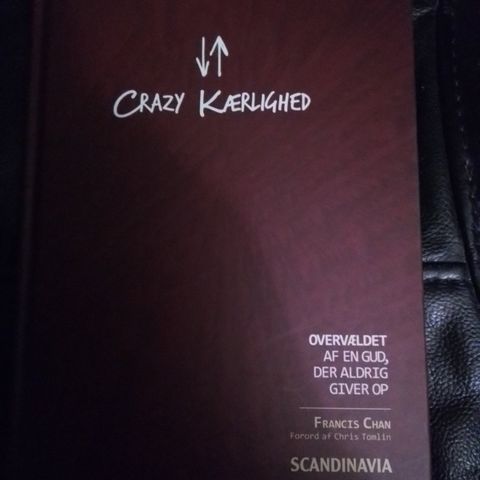 CRAZY KÆRLIGHED
OVERVÆLDET
AF EN GUD,
DER ALDRIG
GIVER OP
FRANCIS CHAN
Forord af Chris Tomlin
SCANDINAVIA